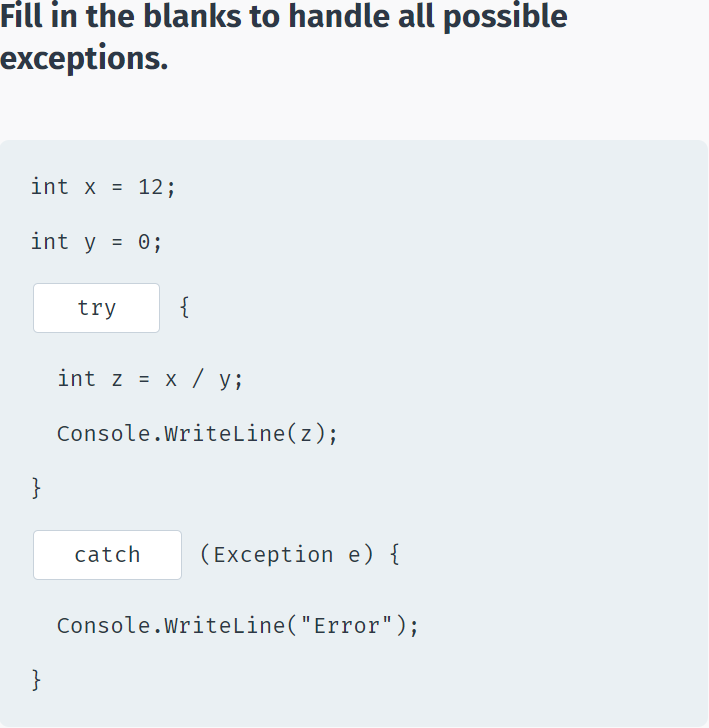 Fill in the blanks to handle all possible
exceptions.
int x = 12;
int y = 0;
try {
int z = x / y;
Console.WriteLine(z);
}
catch (Exception e) {
Console.WriteLine("Error");
}